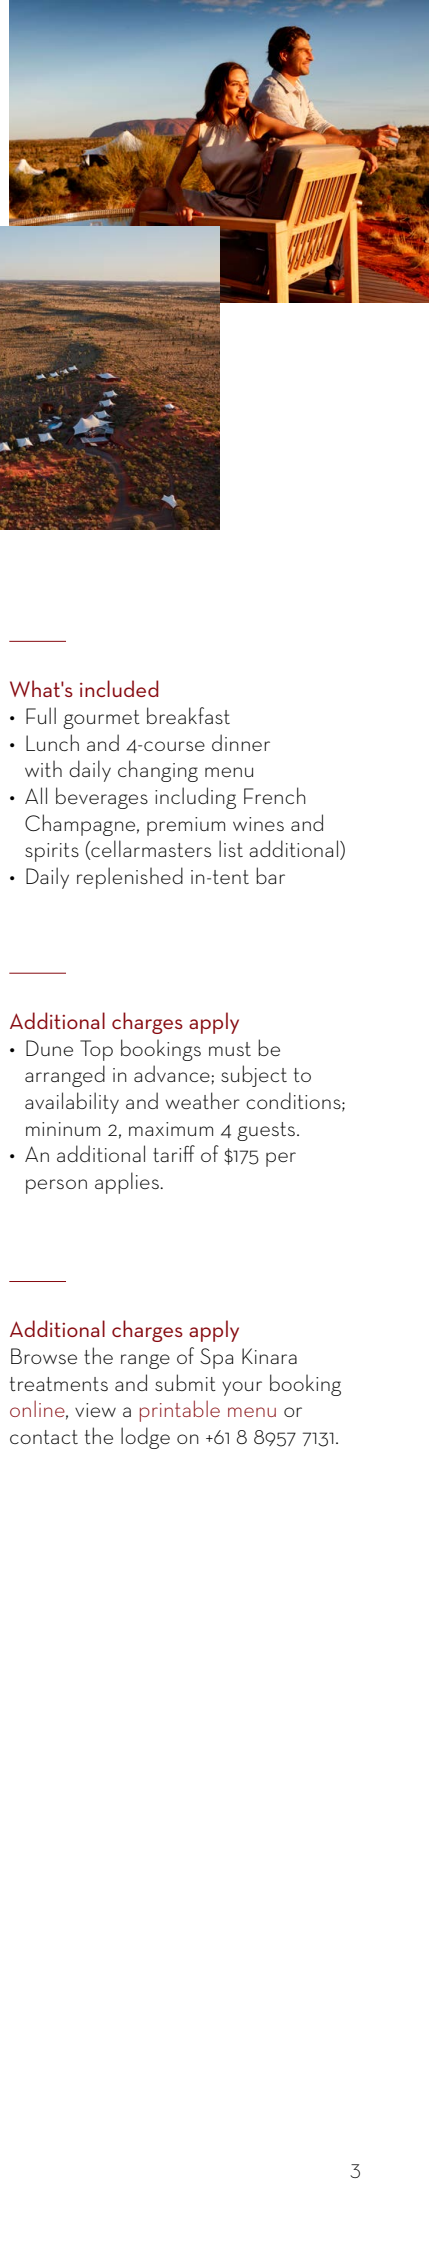 What's included
• Full gourmet breakfast
• Lunch and 4-course dinner
with daily changing menu
• All beverages including French
Champagne, premium wines and
spirits (cellarmasters list additional)
• Daily replenished in-tent bar
Additional charges apply
• Dune Top bookings must be
arranged in advance; subject to
availability and weather conditions;
mininum 2, maximum 4 guests.
• An additional tariff of $175 per
person applies.
Additional charges apply
Browse the range of Spa Kinara
treatments and submit your booking
online, view a printable menu or
contact the lodge on +61 8 8957 7131.
3